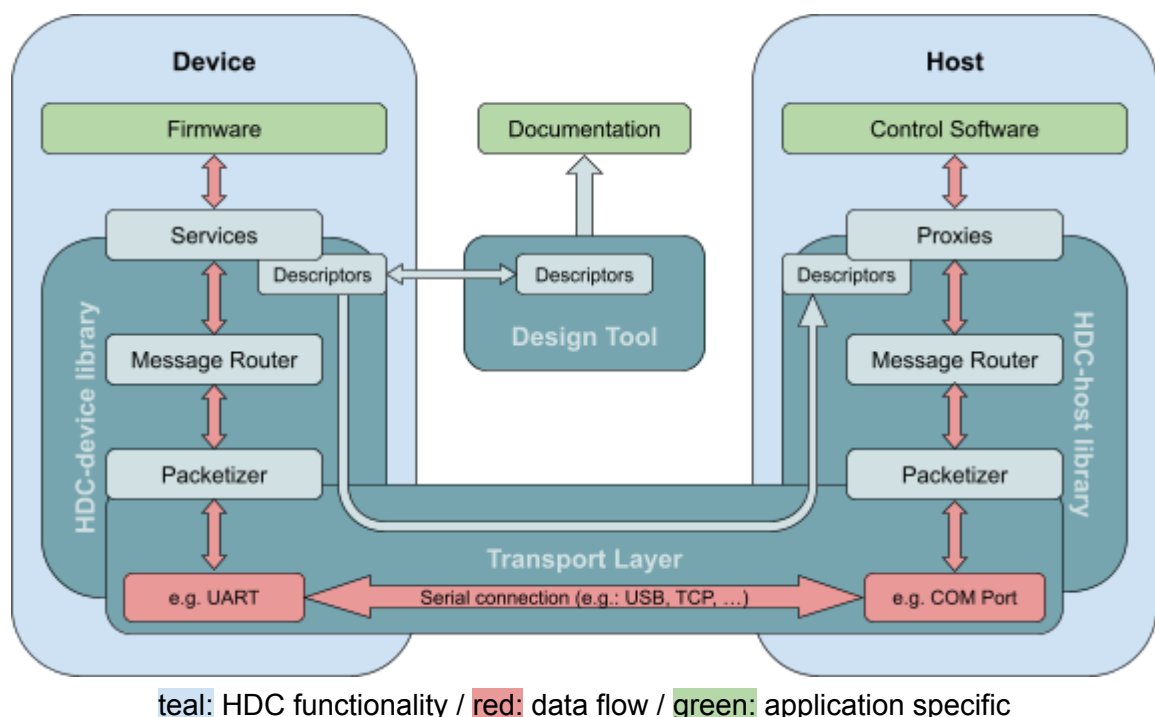 Device
Host
Firmware
Documentation
Control Software
Services
Proxies
Descriptors
Descriptors
Descriptors
Design Tool
Message Router
Message Router
HDC-device library
HDC-host library
Packetizer
Packetizer
Transport Layer
e.g. UART
Serial connection (e.g.: USB, TCP, …)
e.g. COM Port
teal: HDC functionality / red: data flow / green: application specific